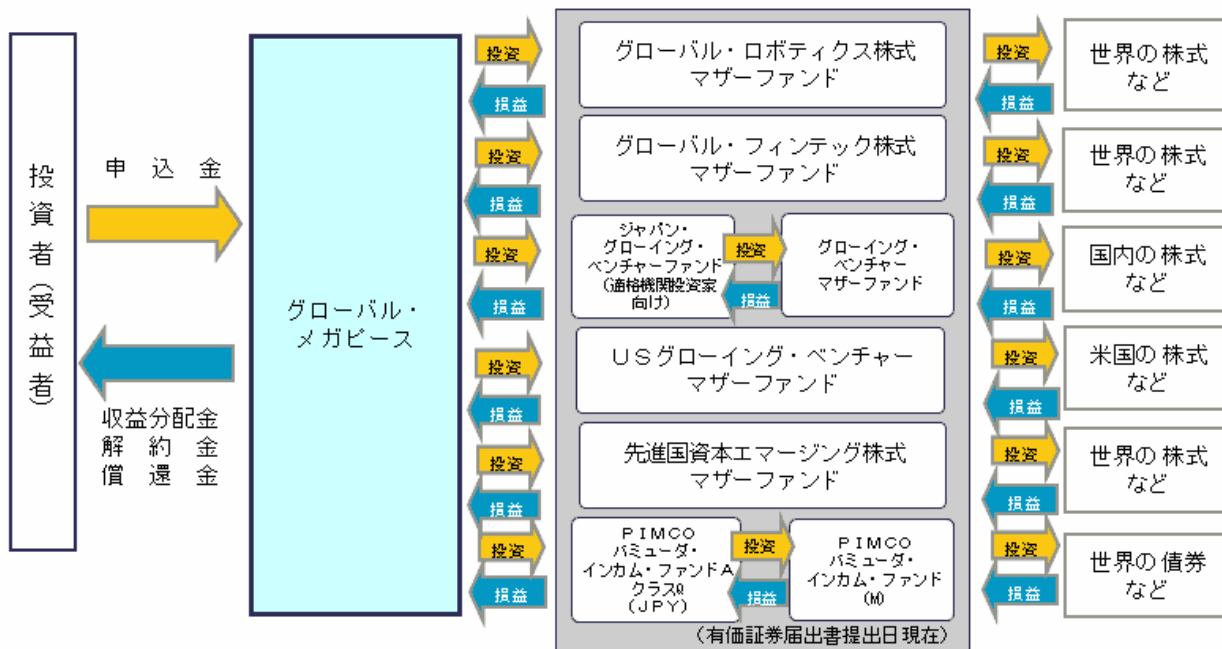 投資者(受益者)
申込金
収益分配金
解約金
償還金
グローバル・
メガピース
投資
損益
投資
損益
投資
損益
投資
損益
投資
損益
投資
損益
グローバル・ロボティクス株式
マザーファンド
グローバル・フィンテック株式
マザーファンド
ジャパン・
グローイング・
ベンチャーファンド
(適格機関投資家
向け)
投資
損益
グローイング・
ベンチャー
マザーファンド
USグローイング・ベンチャー
マザーファンド
先進国資本エマージング株式
マザーファンド
PIMCO
バミューダ・
インカム・ファンドA
クラスQ
(JPY)
投資
損益
PIMCO
バミューダ・
インカム・ファンド
(M)
(有価証券届出書提出日現在)
投資
損益
世界の株式
など
投資
損益
世界の株式
など
投資
損益
国内の株式
など
投資
損益
米国の株式
など
投資
損益
世界の株式
など
投資
損益
世界の債券
など